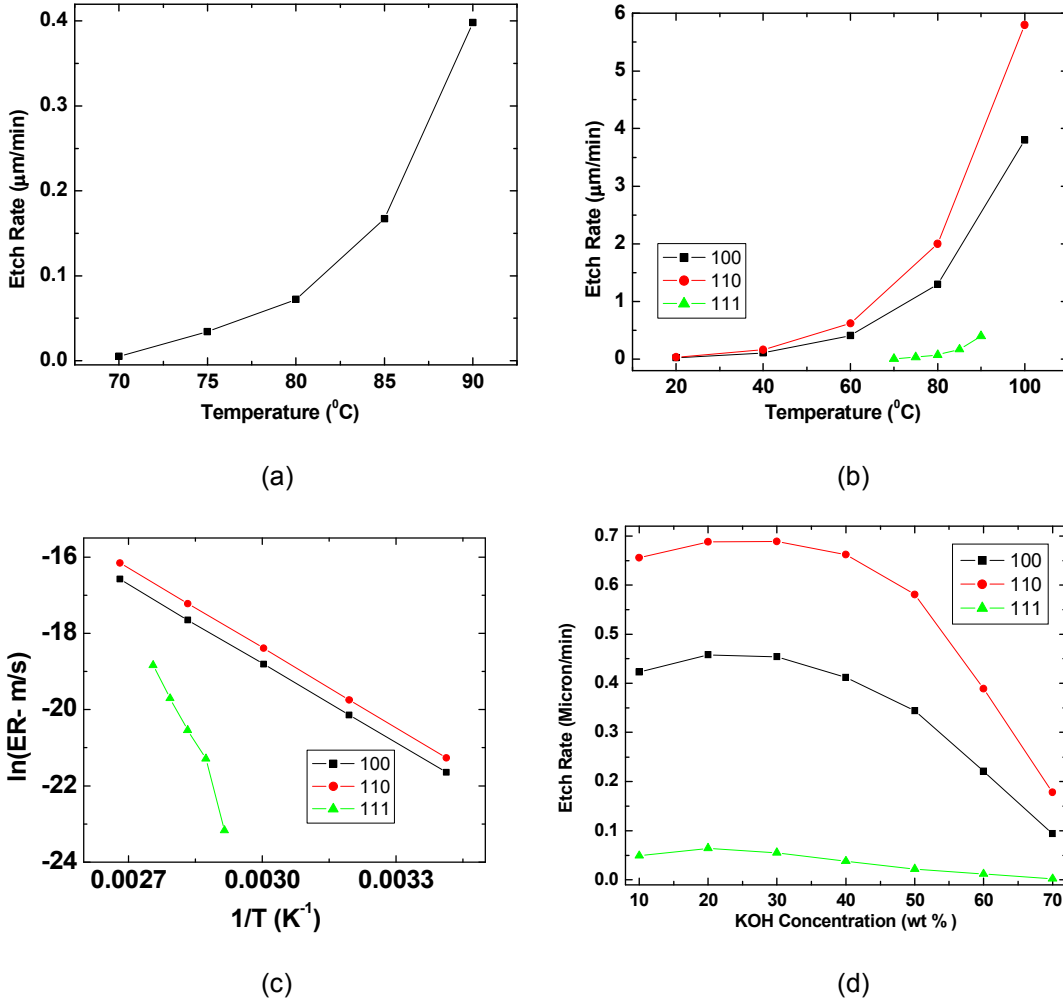 0.4
0.3
0.2
0.1
0.0
Etch Rate (μm/min)
70 75 80 85 90
Temperature (⁰C)
(a)
6
5
4
3
2
1
0
Etch Rate (μm/min)
100
110
111
20 40 60 80 100
Temperature (⁰C)
(b)
-16
-18
-20
-22
-24
ln(ER- m/s)
100
110
111
0.0027 0.0030 0.0033
1/T (K⁻¹)
(c)
0.7
0.6
0.5
0.4
0.3
0.2
0.1
0.0
Etch Rate (Micron/min)
100
110
111
10 20 30 40 50 60 70
KOH Concentration (wt % )
(d)